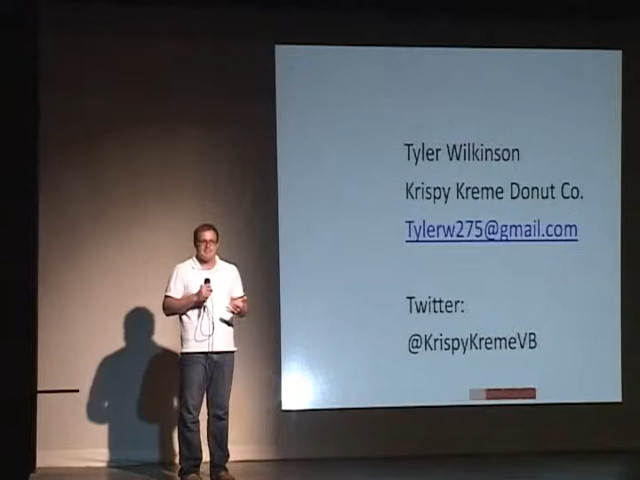 Tyler Wilkinson
Krispy Kreme Donut Co.
Tylerw275@gmail.com
Twitter:
@KrispyKremeVB